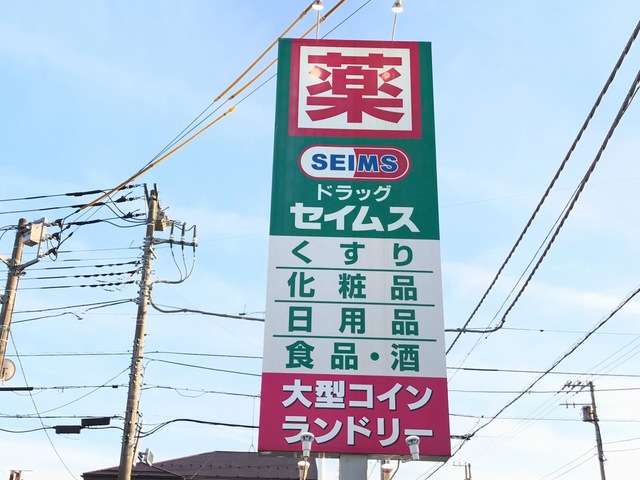 薬
SEIMS
ドラッグ
セイムス
くすり
化粧品
日用品
食品・酒
大型コイン
ランドリー